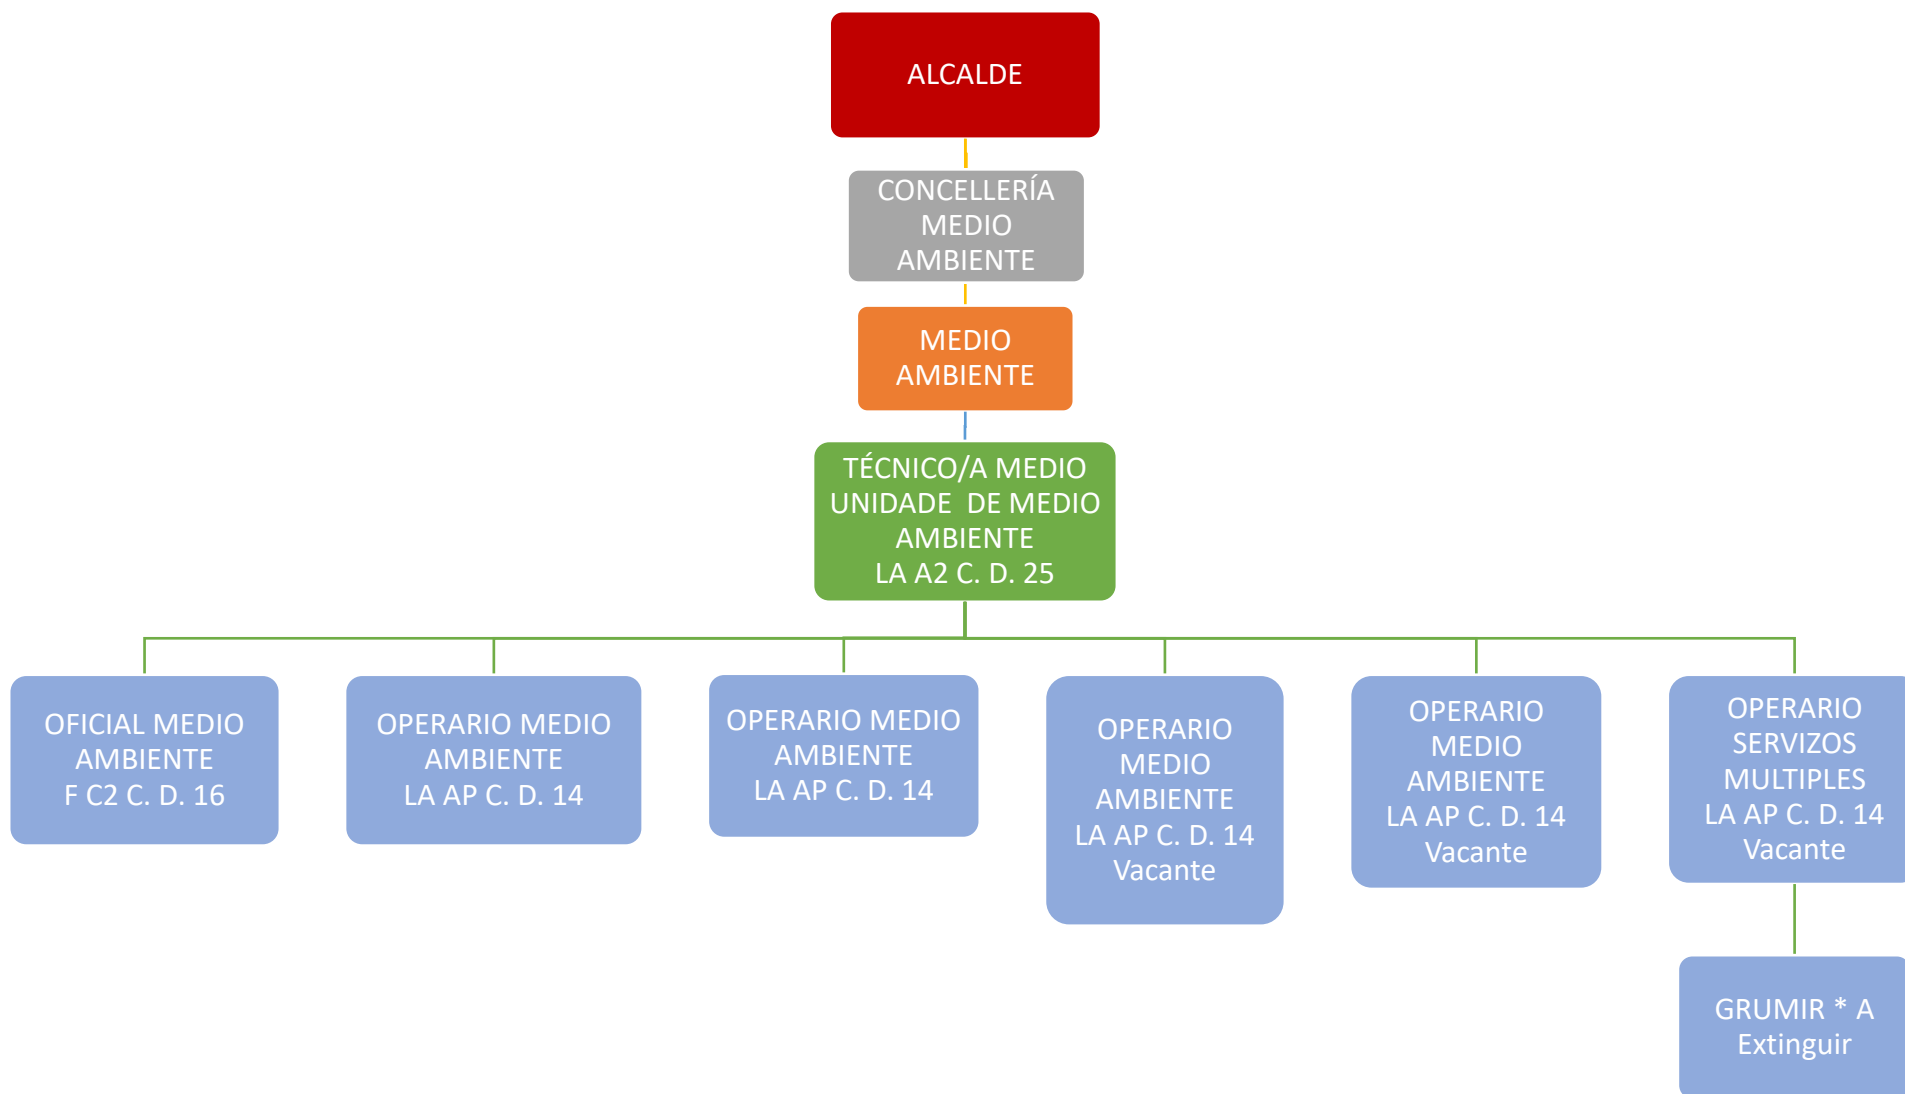 ALCALDE
CONCELLERÍA
MEDIO
AMBIENTE
MEDIO
AMBIENTE
TÉCNICO/A MEDIO
UNIDADE DE MEDIO
AMBIENTE
LA A2 C. D. 25
OFICIAL MEDIO
AMBIENTE
F C2 C. D. 16
OPERARIO MEDIO
AMBIENTE
LA AP C. D. 14
OPERARIO MEDIO
AMBIENTE
LA AP C. D. 14
OPERARIO
MEDIO
AMBIENTE
LA AP C. D. 14
Vacante
OPERARIO
MEDIO
AMBIENTE
LA AP C. D. 14
Vacante
OPERARIO
SERVIZOS
MULTIPLES
LA AP C. D. 14
Vacante
GRUMIR * A
Extinguir